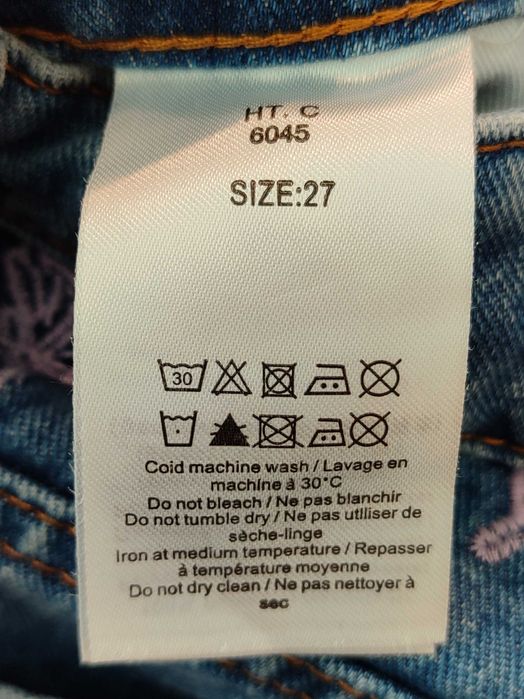 HT. C
6045
SIZE:27
30
Coid machine wash / Lavage en
machine à 30°C
Do not bleach / Ne pas blanchir
Do not tumble dry / Ne pas utiliser de
sèche-linge
Iron at medium temperature / Repasser
à température moyenne
Do not dry clean / Ne pas nettoyer à
sec